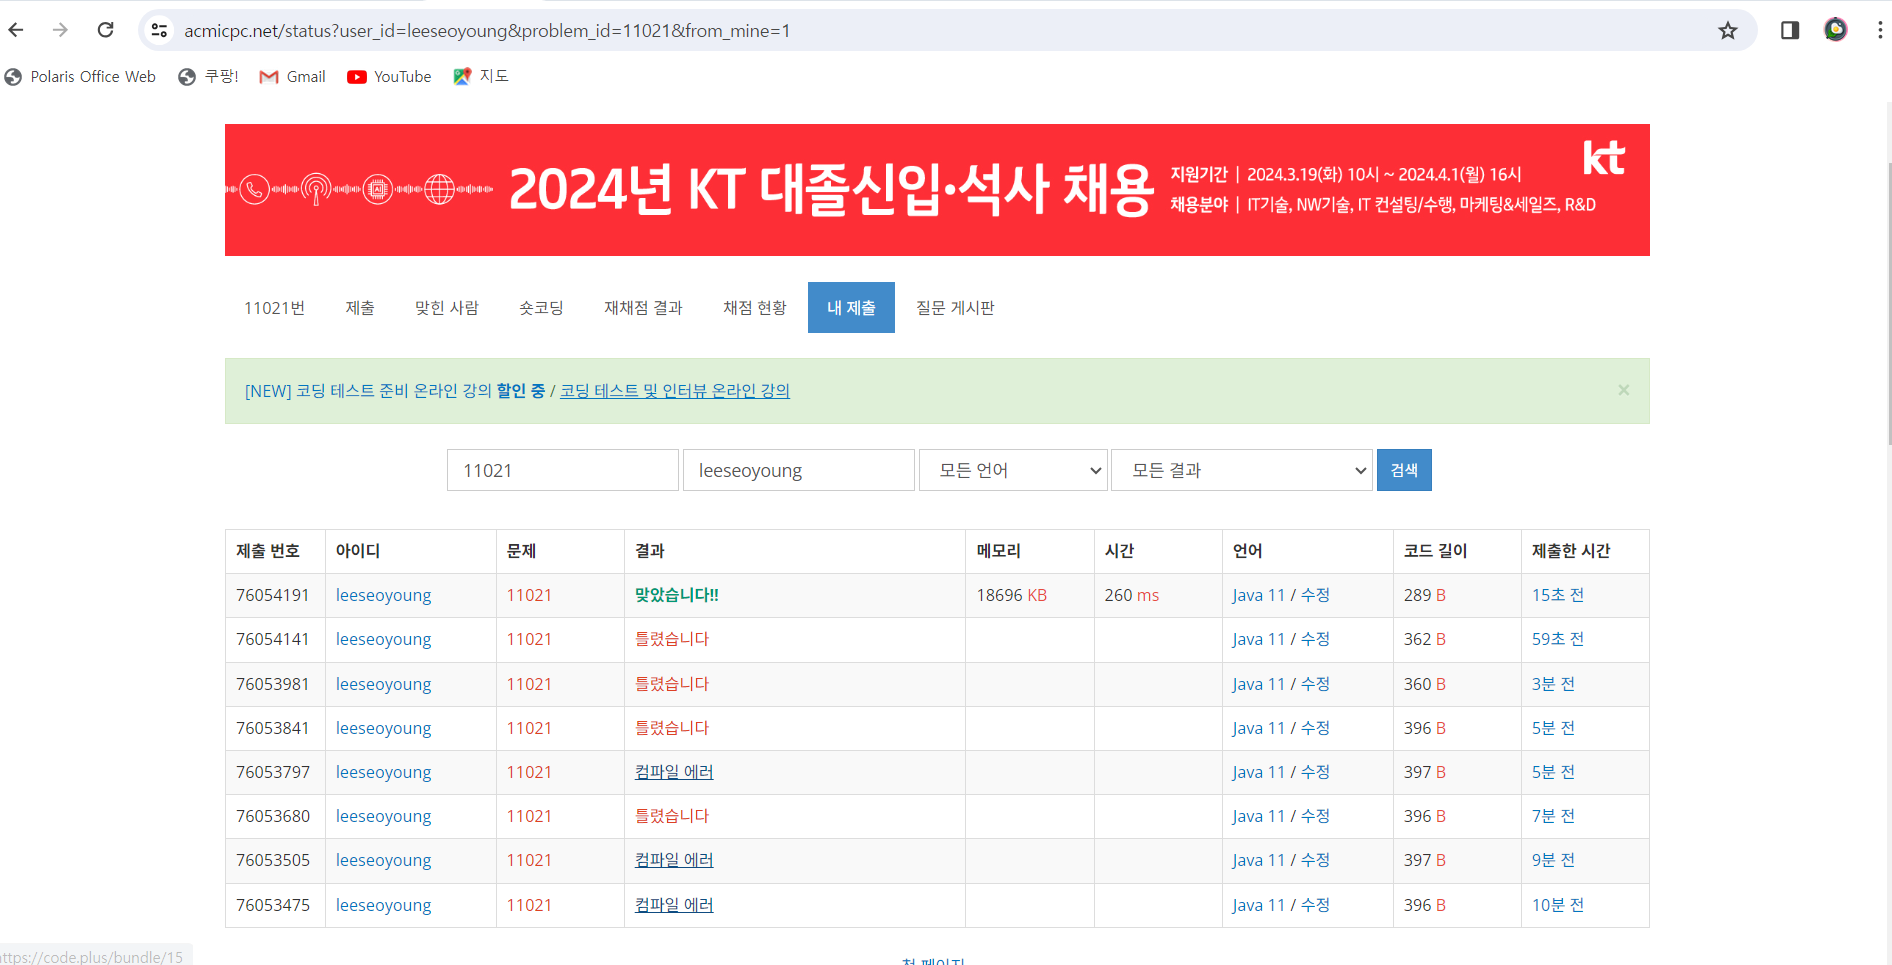 acmicpc.net/status?user_id=leeseoyoung&problem_id=11021&from_mine=1
Polaris Office Web 쿠팡! Gmail YouTube 지도
2024년 KT 대졸신입·석사 채용
지원기간 | 2024.3.19(화) 10시 ~ 2024.4.1(월) 16시
채용분야 | IT기술, NW기술, IT 컨설팅/수행, 마케팅&세일즈, R&D
kt
AI
11021번 제출 맞힌 사람 숏코딩 재채점 결과 채점 현황 내 제출 질문 게시판
[NEW] 코딩 테스트 준비 온라인 강의 할인 중 / 코딩 테스트 및 인터뷰 온라인 강의 ×
11021 leeseoyoung 모든 언어 모든 결과 검색
제출 번호 아이디 문제 결과 메모리 시간 언어 코드 길이 제출한 시간
76054191 leeseoyoung 11021 맞았습니다!! 18696 KB 260 ms Java 11 / 수정 289 B 15초 전
76054141 leeseoyoung 11021 틀렸습니다 Java 11 / 수정 362 B 59초 전
76053981 leeseoyoung 11021 틀렸습니다 Java 11 / 수정 360 B 3분 전
76053841 leeseoyoung 11021 틀렸습니다 Java 11 / 수정 396 B 5분 전
76053797 leeseoyoung 11021 컴파일 에러 Java 11 / 수정 397 B 5분 전
76053680 leeseoyoung 11021 틀렸습니다 Java 11 / 수정 396 B 7분 전
76053505 leeseoyoung 11021 컴파일 에러 Java 11 / 수정 397 B 9분 전
76053475 leeseoyoung 11021 컴파일 에러 Java 11 / 수정 396 B 10분 전
첫 페이지
ttps://code.plus/bundle/15